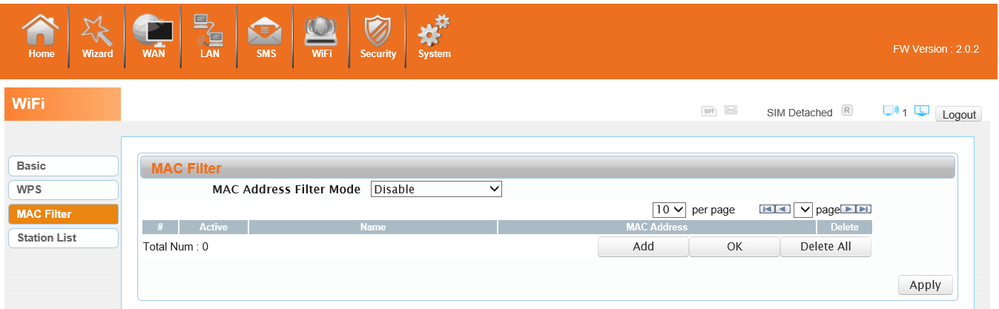 Home Wizard WAN LAN SMS WiFi Security System
FW Version : 2.0.2
WiFi
SIM SIM Detached R 1 L Logout
Basic
WPS
MAC Filter
Station List
MAC Filter
MAC Address Filter Mode Disable
10 per page page
# Active Name MAC Address Delete
Total Num : 0 Add OK Delete All
Apply